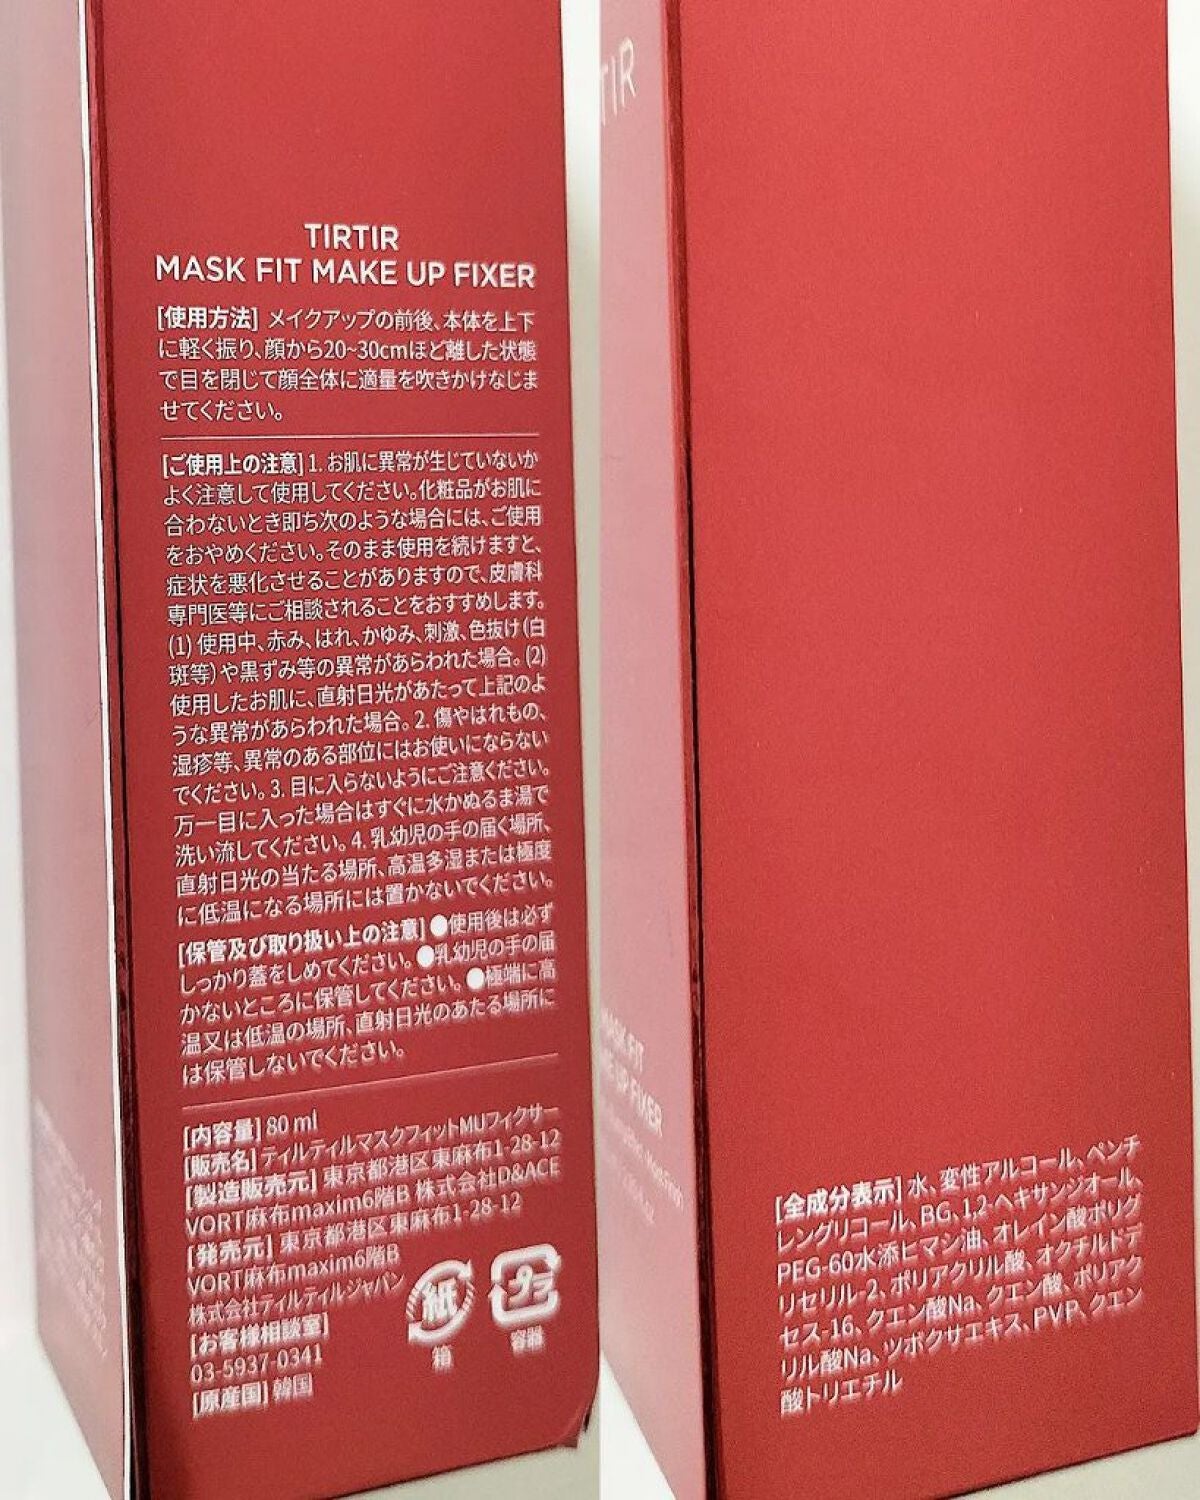 TIRTIR
MASK FIT MAKE UP FIXER
[使用方法] メイクアップの前後、本体を上下
に軽く振り、顔から20~30cmほど離した状態
で目を閉じて顔全体に適量を吹きかけなじま
せてください。
[ご使用上の注意] 1. お肌に異常が生じていないか
よく注意して使用してください。化粧品がお肌に
合わないとき即ち次のような場合には、ご使用
をおやめください。そのまま使用を続けますと、
症状を悪化させることがありますので、皮膚科
専門医等にご相談されることをおすすめします。
(1) 使用中、赤み、はれ、かゆみ、刺激、色抜け(白
斑等)や黒ずみ等の異常があらわれた場合。(2)
使用したお肌に、直射日光があたって上記のよ
うな異常があらわれた場合。2. 傷やはれもの、
湿疹等、異常のある部位にはお使いにならない
でください。3. 目に入らないようにご注意ください。
万一目に入った場合はすぐに水かぬるま湯で
洗い流してください。4. 乳幼児の手の届く場所、
直射日光の当たる場所、高温多湿または極度
に低温になる場所には置かないでください。
[保管及び取り扱い上の注意] ●使用後は必ず
しっかり蓋をしめてください。●乳幼児の手の届
かないところに保管してください。●極端に高
温又は低温の場所、直射日光のあたる場所に
は保管しないでください。
[内容量] 80 ml
[販売名] ティルティルマスクフィットMUフィクサー
[製造販売元] 東京都港区東麻布1-28-12
VORT麻布maxim6階B 株式会社D&ACE
[発売元] 東京都港区東麻布1-28-12
VORT麻布maxim6階B
株式会社ティルティルジャパン
[お客様相談室]
03-5937-0341
[原産国] 韓国
紙
箱
プラ
容器
TIR
MASK FIT
UP FIXER
[全成分表示] 水、変性アルコール、ペンチ
レングリコール、BG、1,2-ヘキサンジオール、
PEG-60水添ヒマシ油、オレイン酸ポリグ
リセリル-2、ポリアクリル酸、オクチルドデ
セス-16、クエン酸Na、クエン酸、ポリアク
リル酸Na、ツボクサエキス、PVP、クエン
酸トリエチル